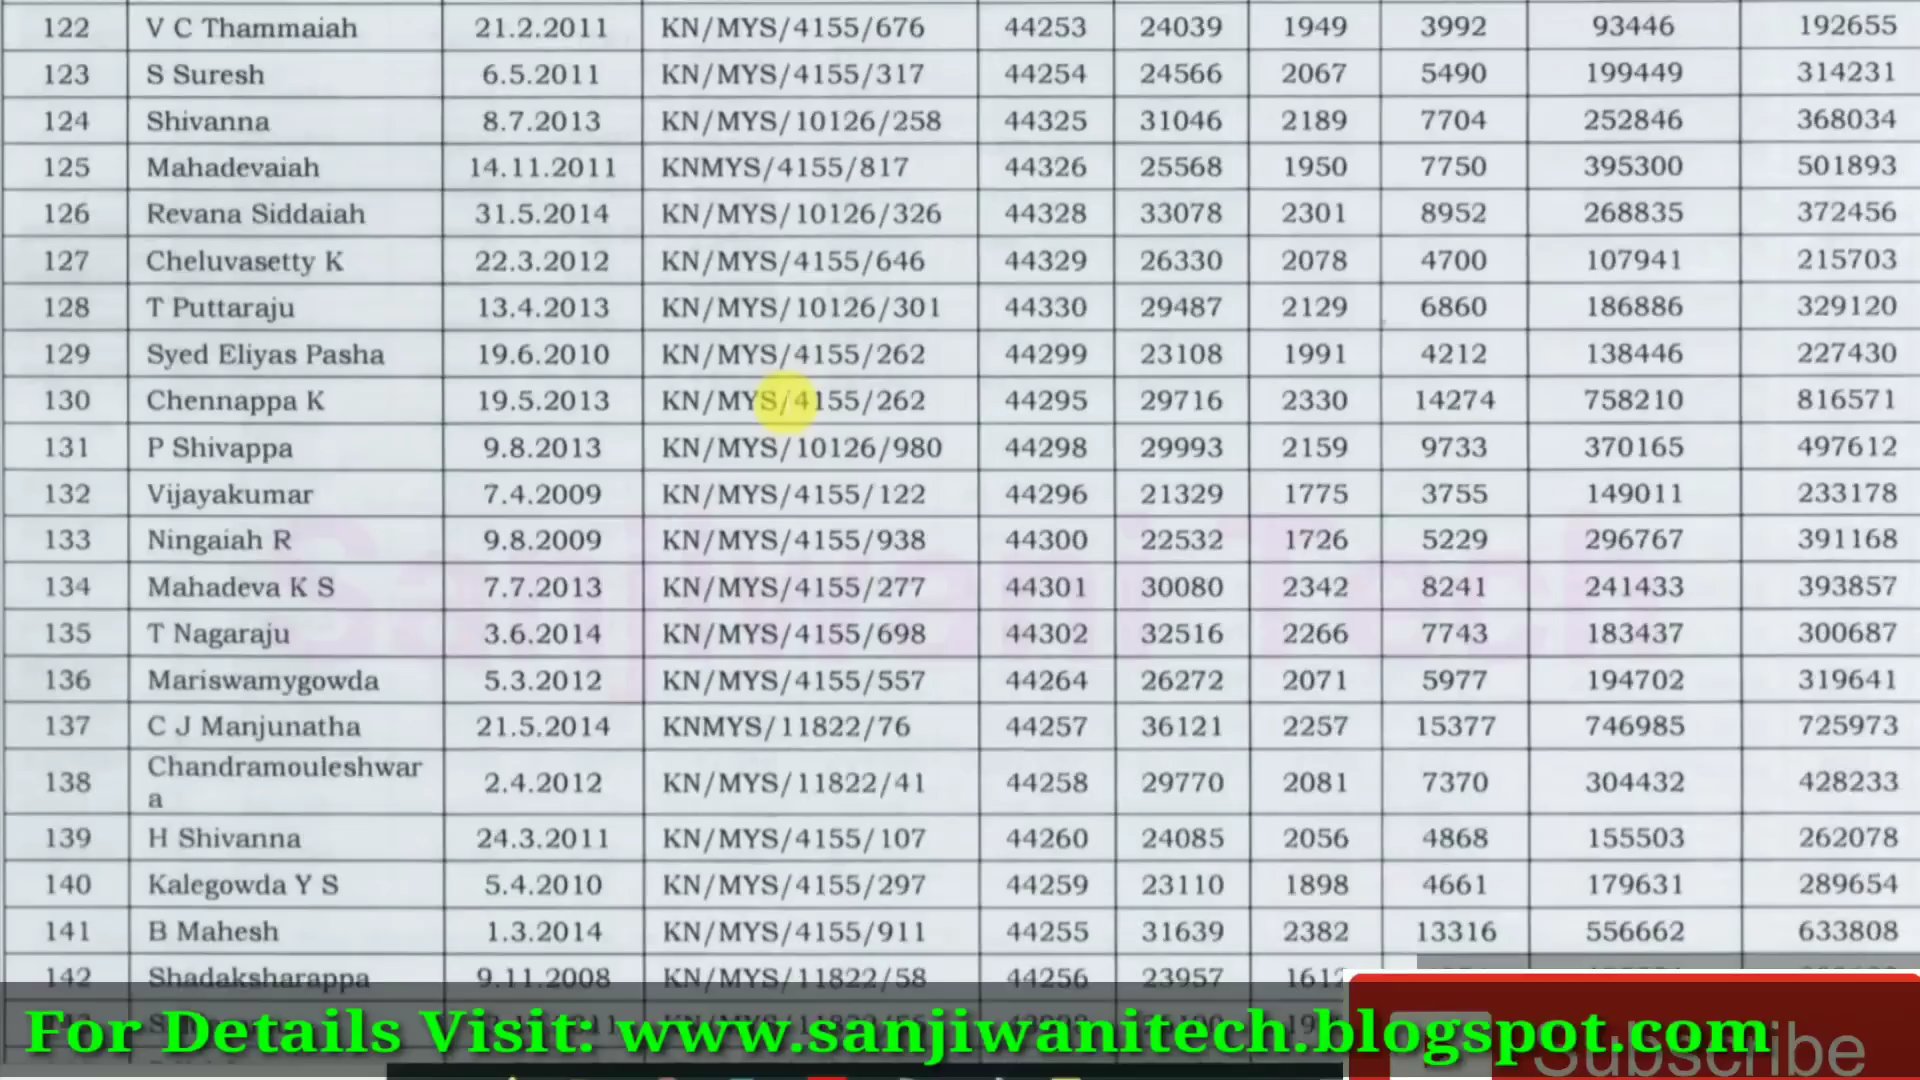 122 V C Thammaiah 21.2.2011 KN/MYS/4155/676 44253 24039 1949 3992 93446 192655
123 S Suresh 6.5.2011 KN/MYS/4155/317 44254 24566 2067 5490 199449 314231
124 Shivanna 8.7.2013 KN/MYS/10126/258 44325 31046 2189 7704 252846 368034
125 Mahadevaiah 14.11.2011 KNMYS/4155/817 44326 25568 1950 7750 395300 501893
126 Revana Siddaiah 31.5.2014 KN/MYS/10126/326 44328 33078 2301 8952 268835 372456
127 Cheluvasetty K 22.3.2012 KN/MYS/4155/646 44329 26330 2078 4700 107941 215703
128 T Puttaraju 13.4.2013 KN/MYS/10126/301 44330 29487 2129 6860 186886 329120
129 Syed Eliyas Pasha 19.6.2010 KN/MYS/4155/262 44299 23108 1991 4212 138446 227430
130 Chennappa K 19.5.2013 KN/MYS/4155/262 44295 29716 2330 14274 758210 816571
131 P Shivappa 9.8.2013 KN/MYS/10126/980 44298 29993 2159 9733 370165 497612
132 Vijayakumar 7.4.2009 KN/MYS/4155/122 44296 21329 1775 3755 149011 233178
133 Ningaiah R 9.8.2009 KN/MYS/4155/938 44300 22532 1726 5229 296767 391168
134 Mahadeva K S 7.7.2013 KN/MYS/4155/277 44301 30080 2342 8241 241433 393857
135 T Nagaraju 3.6.2014 KN/MYS/4155/698 44302 32516 2266 7743 183437 300687
136 Mariswamygowda 5.3.2012 KN/MYS/4155/557 44264 26272 2071 5977 194702 319641
137 C J Manjunatha 21.5.2014 KNMYS/11822/76 44257 36121 2257 15377 746985 725973
138 Chandramouleshwar
a 2.4.2012 KN/MYS/11822/41 44258 29770 2081 7370 304432 428233
139 H Shivanna 24.3.2011 KN/MYS/4155/107 44260 24085 2056 4868 155503 262078
140 Kalegowda Y S 5.4.2010 KN/MYS/4155/297 44259 23110 1898 4661 179631 289654
141 B Mahesh 1.3.2014 KN/MYS/4155/911 44255 31639 2382 13316 556662 633808
142 Shadaksharappa 9.11.2008 KN/MYS/11822/58 44256 23957 1612
Sanjiwani Tech
For Details Visit: www.sanjiwanitech.blogspot.com
Subscribe